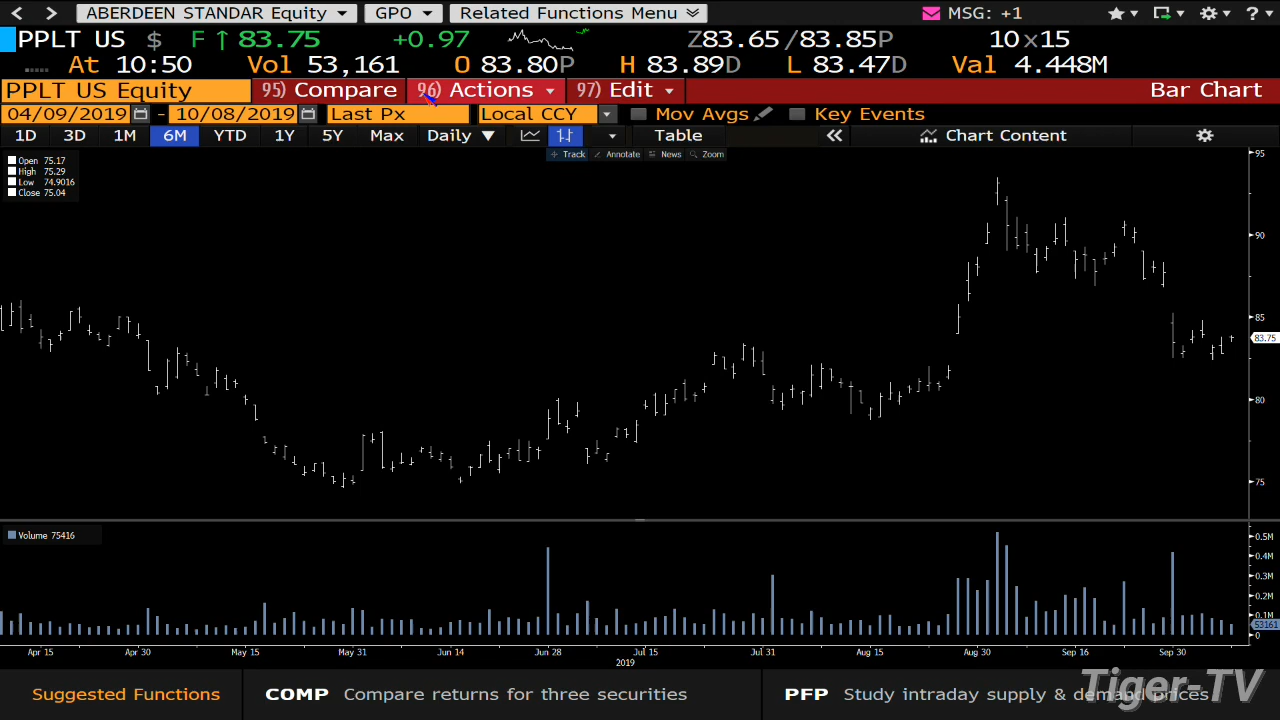 ABERDEEN STANDAR Equity GPO Related Functions Menu MSG: +1 ?
PPLT US $ F ↑ 83.75 +0.97 Z83.65 /83.85P 10 x15
At 10:50 Vol 53,161 O 83.80P H 83.89D L 83.47D Val 4.448M
PPLT US Equity 95) Compare 96) Actions 97) Edit Bar Chart
04/09/2019 - 10/08/2019 Last Px Local CCY Mov Avgs Key Events
1D 3D 1M 6M YTD 1Y 5Y Max Daily ▼ Table « Chart Content
Track Annotate News Zoom
Open 75.17
High 75.29
Low 74.9016
Close 75.04
95
90
85
83.75
80
75
Volume 75416
0.5M
0.4M
0.3M
0.2M
0.1M
53161
0
Apr 15 Apr 30 May 15 May 31 Jun 14 Jun 28 Jul 15 Jul 31 Aug 15 Aug 30 Sep 16 Sep 30
2019
Suggested Functions COMP Compare returns for three securities PFP Study intraday supply & demand prices
Tiger-TV